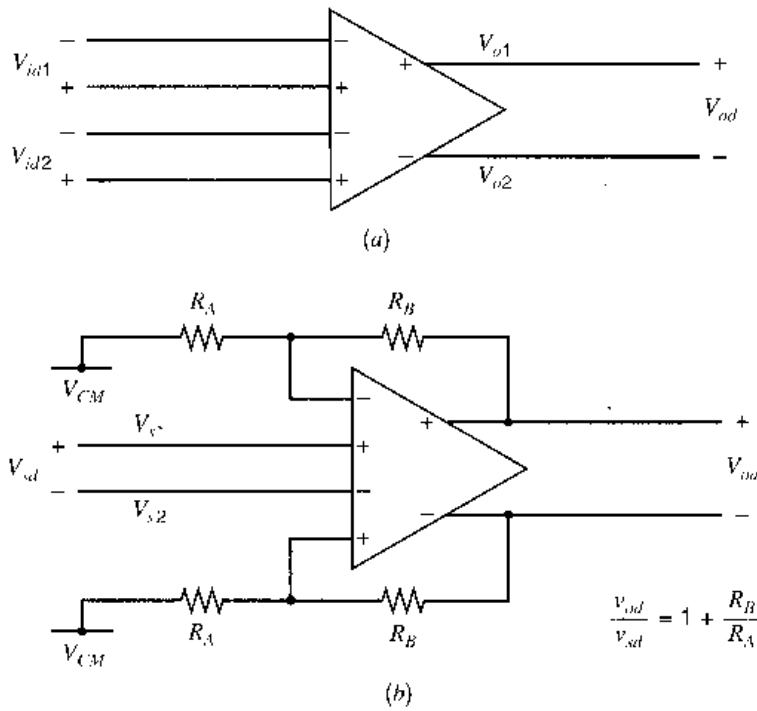 − −
V_id1 + V_o1
+ + +
− − V_od
V_id2 −
+ + V_o2 −
(a)
R_A R_B
V_CM
−
+ +
+ V_s +
V_sd V_od
− −
V_s2 − −
+
R_A R_B
V_CM
v_od / v_sd = 1 + R_B / R_A
(b)